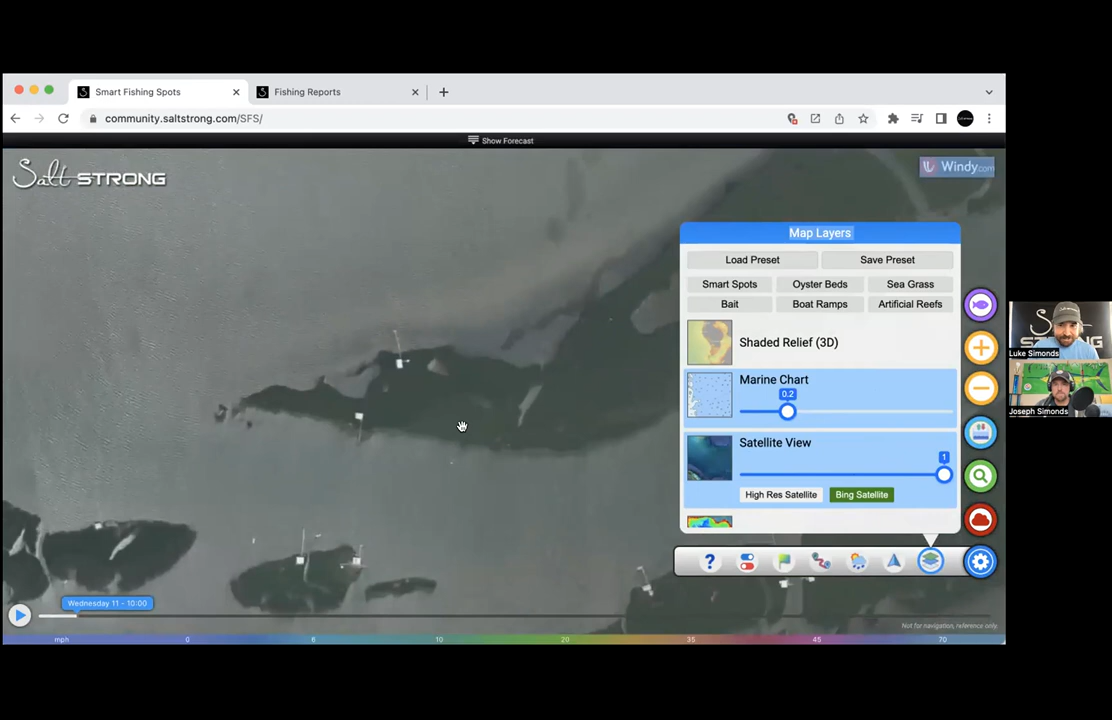 Smart Fishing Spots
Fishing Reports
community.saltstrong.com/SFS/
Show Forecast
Salt STRONG
Windy.com
Map Layers
Load Preset
Save Preset
Smart Spots
Oyster Beds
Sea Grass
Bait
Boat Ramps
Artificial Reefs
Shaded Relief (3D)
Marine Chart
0.2
Satellite View
1
High Res Satellite
Bing Satellite
Luke Simonds
Joseph Simonds
?
Wednesday 11 - 10:00
Not for navigation, reference only.
mph 0 6 10 20 35 45 70